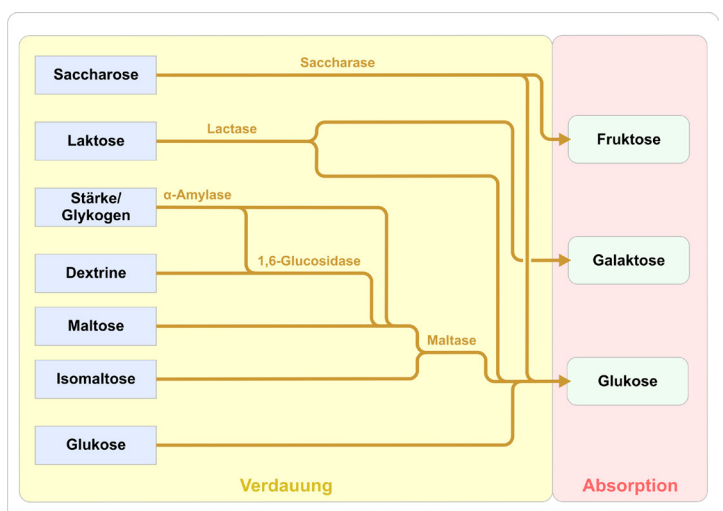 Saccharose
Saccharase
Laktose
Lactase
Fruktose
Stärke/
Glykogen
α-Amylase
Dextrine
1,6-Glucosidase
Galaktose
Maltose
Maltase
Isomaltose
Glukose
Glukose
Verdauung
Absorption